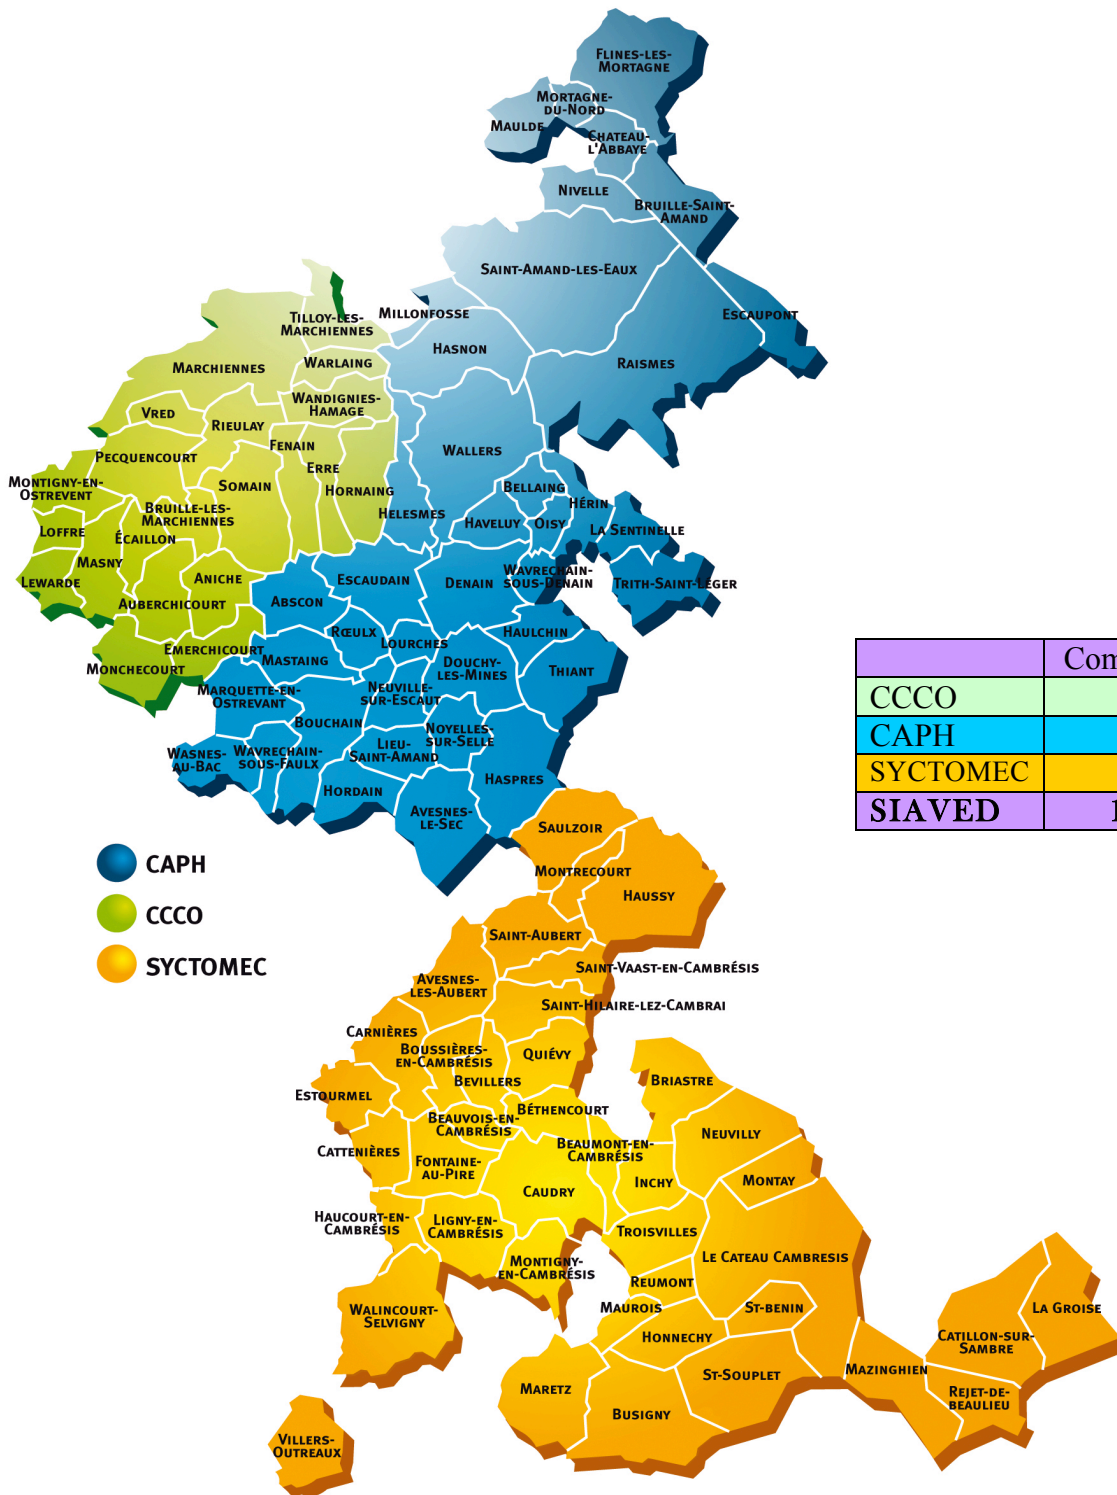 Flines-les-
Mortagne
Mortagne-
du-Nord
Maulde
Chateau-
l'Abbaye
Nivelle
Bruille-Saint-
Amand
Saint-Amand-les-Eaux
Escaupont
Millonfosse
Tilloy-les-
Marchiennes
Hasnon
Raismes
Warlaing
Marchiennes
Wandignies-
Hamage
Vred
Rieulay
Fenain
Wallers
Pecquencourt
Erre
Montigny-en-
Ostrevent
Somain
Hornaing
Bellaing
Hérin
Bruille-les-
Marchiennes
Helesmes
Haveluy
Oisy
La Sentinelle
Loffre
Écaillon
Masny
Lewarde
Aniche
Escaudain
Denain
Wavrechain-
sous-Denain
Trith-Saint-Léger
Auberchicourt
Abscon
Rœulx
Lourches
Haulchin
Emerchicourt
Mastaing
Monchecourt
Douchy-
les-Mines
Thiant
Marquette-en-
Ostrevant
Neuville-
sur-Escaut
Bouchain
Noyelles-
sur-Selle
Wasnes-
au-Bac
Wavrechain-
sous-Faulx
Lieu-
Saint-Amand
Haspres
Hordain
Avesnes-
le-Sec
Com
CCCO
CAPH
SYCTOMEC
SIAVED 1
CAPH
CCCO
SYCTOMEC
Saulzoir
Montrecourt
Haussy
Saint-Aubert
Saint-Vaast-en-Cambrésis
Avesnes-
les-Aubert
Saint-Hilaire-lez-Cambrai
Carnières
Boussières-
en-Cambrésis
Quiévy
Bevillers
Briastre
Estourmel
Béthencourt
Beauvois-en-
Cambrésis
Neuvilly
Beaumont-en-
Cambrésis
Cattenières
Fontaine-
au-Pire
Caudry
Inchy
Montay
Haucourt-en-
Cambrésis
Ligny-en-
Cambrésis
Troisvilles
Le Cateau Cambresis
Montigny-
en-Cambrésis
Reumont
Maurois
St-benin
La Groise
Walincourt-
Selvigny
Honnechy
Catillon-sur-
Sambre
Maretz
St-Souplet
Mazinghien
Rejet-de-
beaulieu
Busigny
Villers-
Outreaux